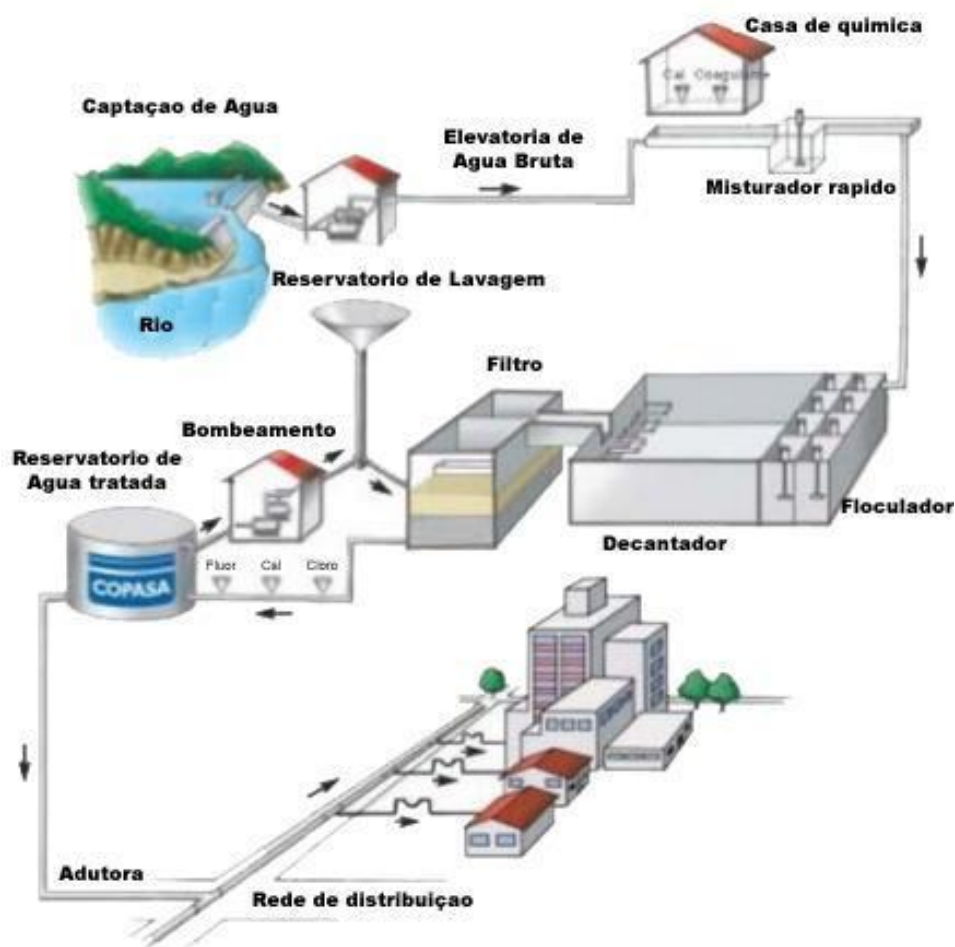 Casa de quimica
Cal Coagulante
Captaçao de Agua
Elevatoria de
Agua Bruta
Misturador rapido
Reservatorio de Lavagem
Rio
Filtro
Bombeamento
Reservatorio de
Agua tratada
Floculador
Decantador
Fluor Cal Cloro
COPASA
Adutora
Rede de distribuiçao